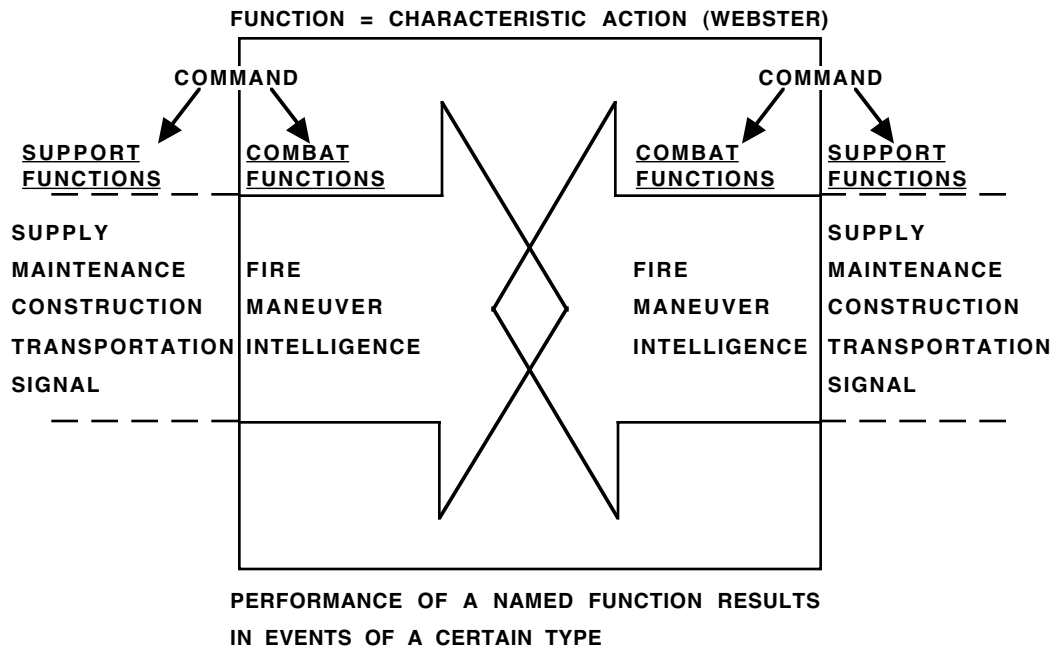 FUNCTION = CHARACTERISTIC ACTION (WEBSTER)
COMMAND COMMAND
SUPPORT COMBAT COMBAT SUPPORT
FUNCTIONS FUNCTIONS FUNCTIONS FUNCTIONS
SUPPLY SUPPLY
MAINTENANCE FIRE FIRE MAINTENANCE
CONSTRUCTION MANEUVER MANEUVER CONSTRUCTION
TRANSPORTATION INTELLIGENCE INTELLIGENCE TRANSPORTATION
SIGNAL SIGNAL
PERFORMANCE OF A NAMED FUNCTION RESULTS
IN EVENTS OF A CERTAIN TYPE